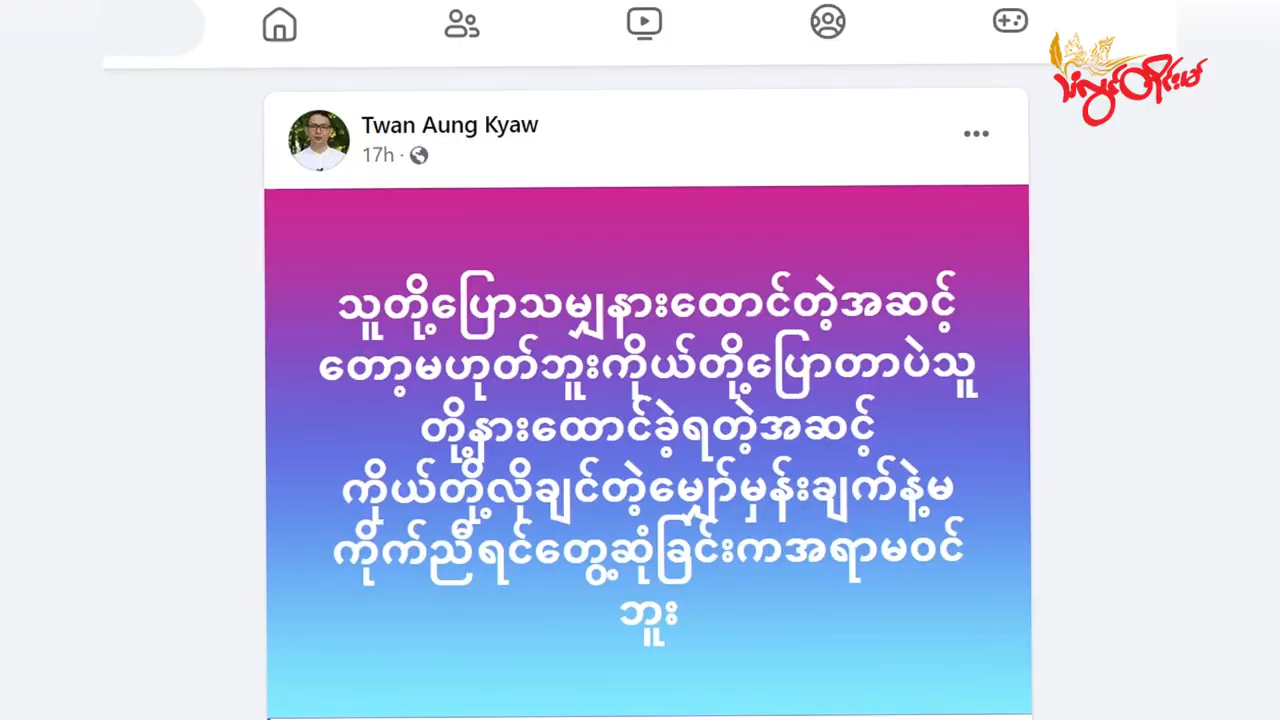 Twan Aung Kyaw
17h ·
သူတို့ပြောသမျှနားထောင်တဲ့အဆင့်
တော့မဟုတ်ဘူးကိုယ်တို့ပြောတာပဲသူ
တို့နားထောင်ခဲ့ရတဲ့အဆင့်
ကိုယ်တို့လိုချင်တဲ့မျှော်မှန်းချက်နဲ့မ
ကိုက်ညီရင်တွေ့ဆုံခြင်းကအရာမဝင်
ဘူး